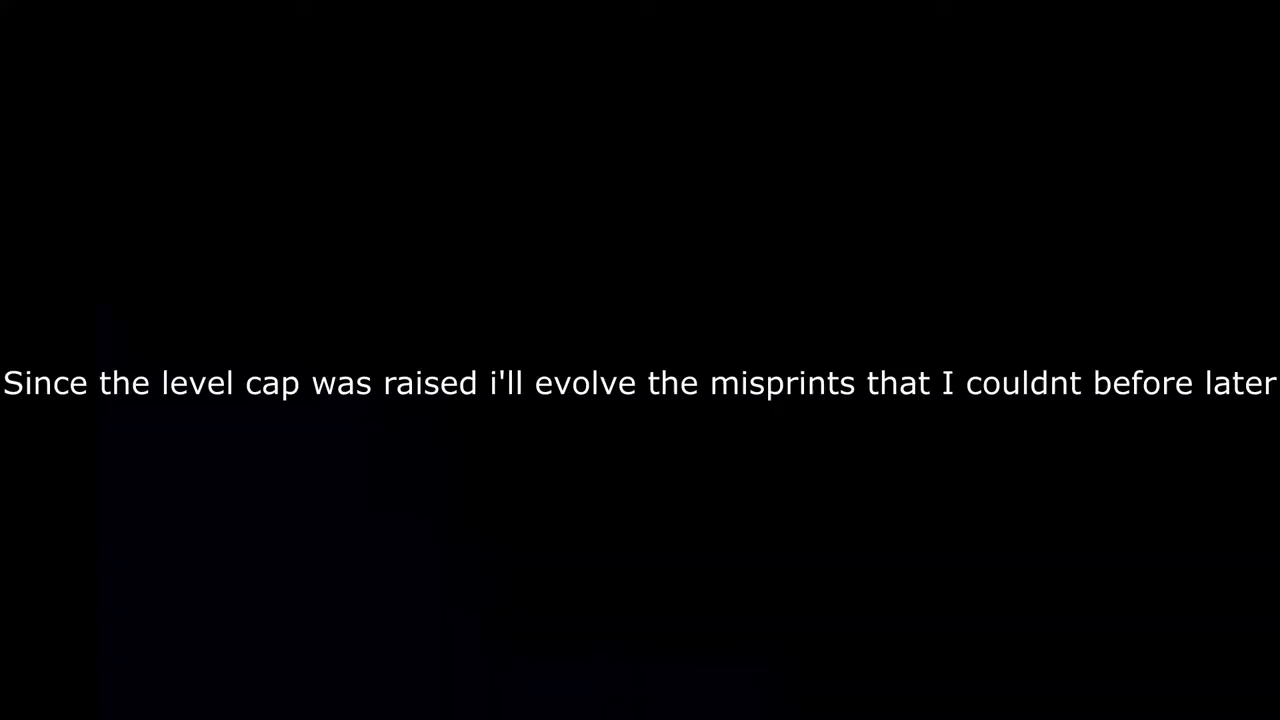 Since the level cap was raised i'll evolve the misprints that I couldnt before later